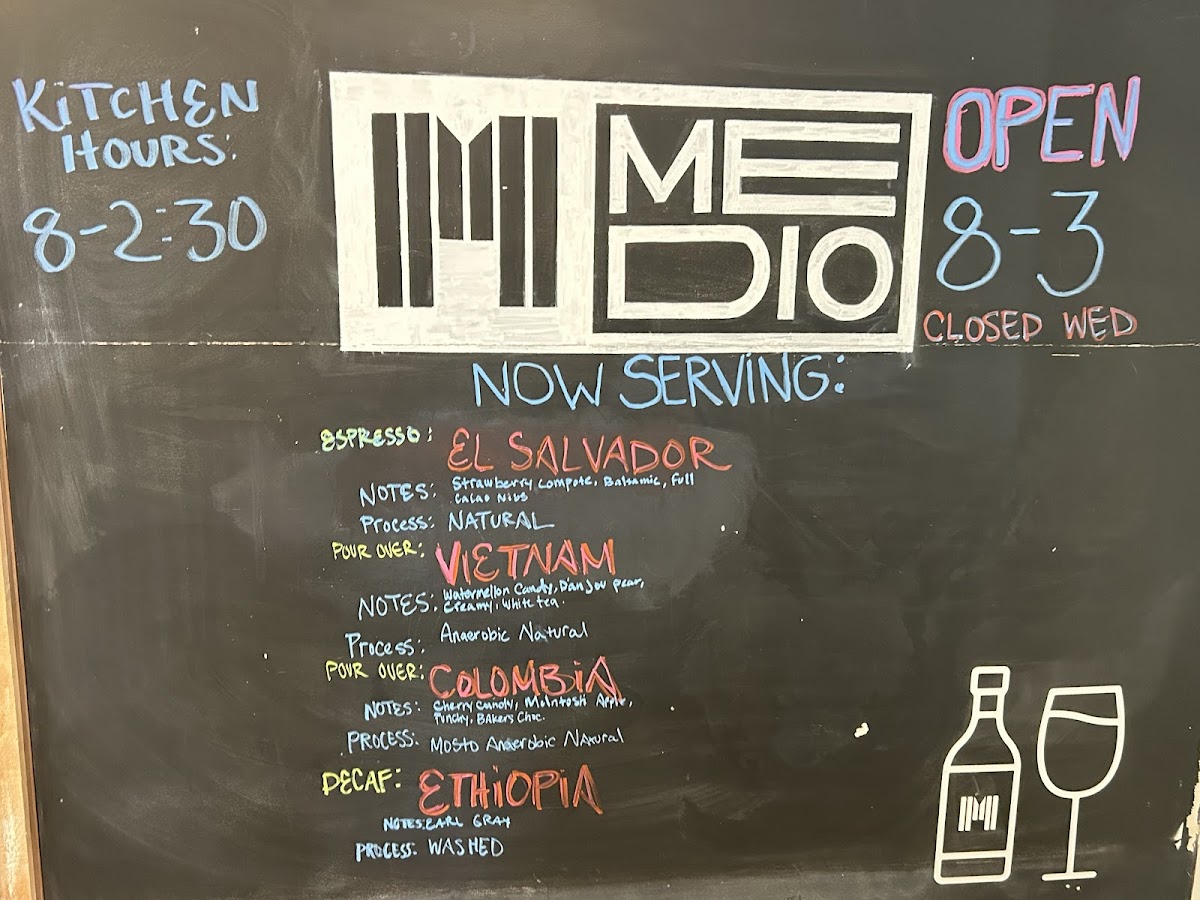 KiTCHEN
HOURS:
8-2:30
M
MEDIO
OPEN
8-3
CLOSED WED
NOW SERViNG:
ESPRESSO: EL SALVADOR
NOTES: Strawberry Compote, Balsamic, Full
Cacao Nibs
Process: NATURAL
POUR OVER: ViETNAM
NOTES: Watermellon Candy, D'anjou pear,
Creamy, White tea.
Process: Anaerobic Natural
POUR OVER: COLOMBiA
NOTES: Cherry Candy, McIntosh Apple,
Punchy, BAkers Choc.
PROCESS: Mosto Anaerobic Natural
DECAF: ETHiOPiA
NOTES: EARL GRAY
PROCESS: WASHED
M